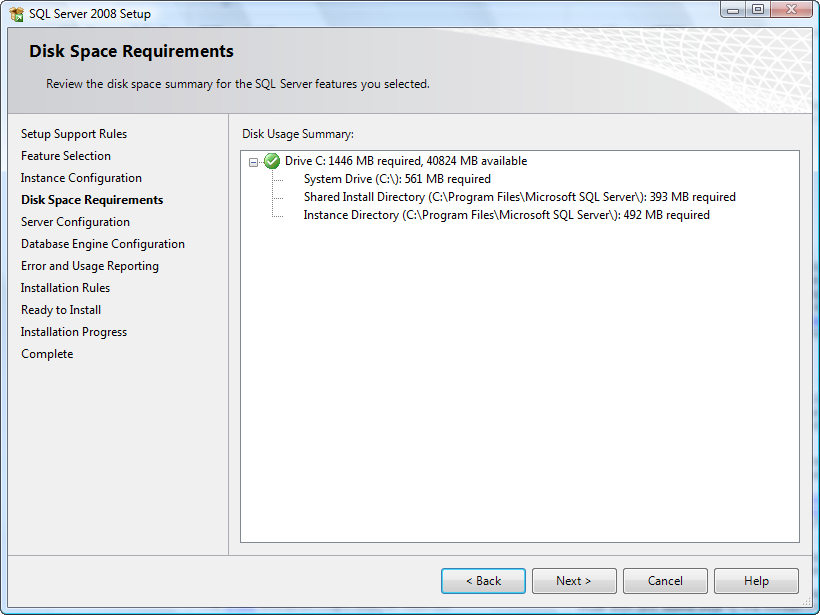 SQL Server 2008 Setup
Disk Space Requirements
Review the disk space summary for the SQL Server features you selected.
Setup Support Rules
Feature Selection
Instance Configuration
Disk Space Requirements
Server Configuration
Database Engine Configuration
Error and Usage Reporting
Installation Rules
Ready to Install
Installation Progress
Complete
Disk Usage Summary:
Drive C: 1446 MB required, 40824 MB available
System Drive (C:\): 561 MB required
Shared Install Directory (C:\Program Files\Microsoft SQL Server\): 393 MB required
Instance Directory (C:\Program Files\Microsoft SQL Server\): 492 MB required
< Back
Next >
Cancel
Help